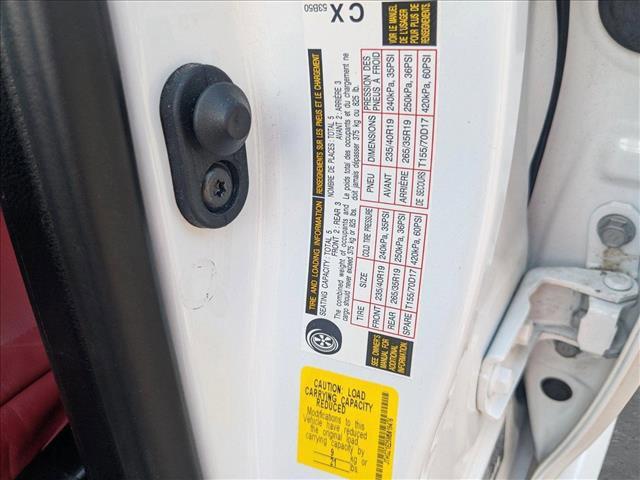 53B50
CX
TIRE AND LOADING INFORMATION
RENSEIGNEMENTS SUR LES PNEUS ET LE CHARGEMENT
SEATING CAPACITY: TOTAL 5 FRONT 2 : REAR 3
NOMBRE DE PLACES: TOTAL 5 AVANT 2 : ARRIÈRE 3
The combined weight of occupants and
cargo should never exceed 375 kg or 825 lbs.
Le poids total des occupants et du chargement ne
doit jamais dépasser 375 kg ou 825 lb.
TIRE SIZE COLD TIRE PRESSURE
FRONT 235/40R19 240kPa, 35PSI
REAR 265/35R19 250kPa, 36PSI
SPARE T155/70D17 420kPa, 60PSI
PNEU DIMENSIONS PRESSION DES PNEUS À FROID
AVANT 235/40R19 240kPa, 35PSI
ARRIÈRE 265/35R19 250kPa, 36PSI
DE SECOURS T155/70D17 420kPa, 60PSI
SEE OWNER'S
MANUAL FOR
ADDITIONAL
INFORMATION
VOIR LE MANUEL
DE L'USAGER
POUR PLUS DE
RENSEIGNEMENTS.
CAUTION: LOAD
CARRYING CAPACITY
REDUCED
Modifications to this
Vehicle have reduced
the original load
carrying capacity by
9 kg
21 lbs.